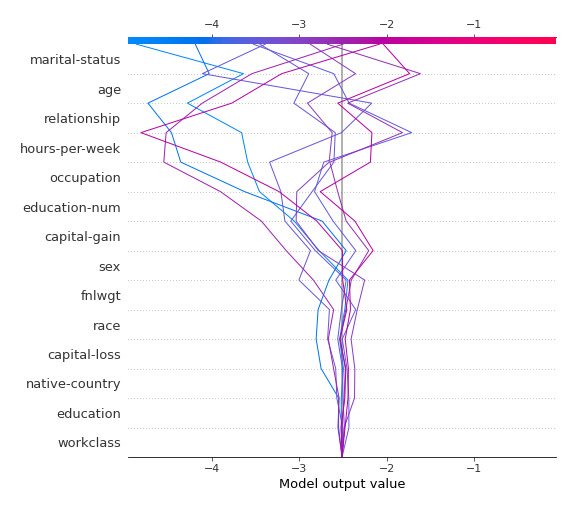 −4 −3 −2 −1
marital-status
age
relationship
hours-per-week
occupation
education-num
capital-gain
sex
fnlwgt
race
capital-loss
native-country
education
workclass
−4 −3 −2 −1
Model output value